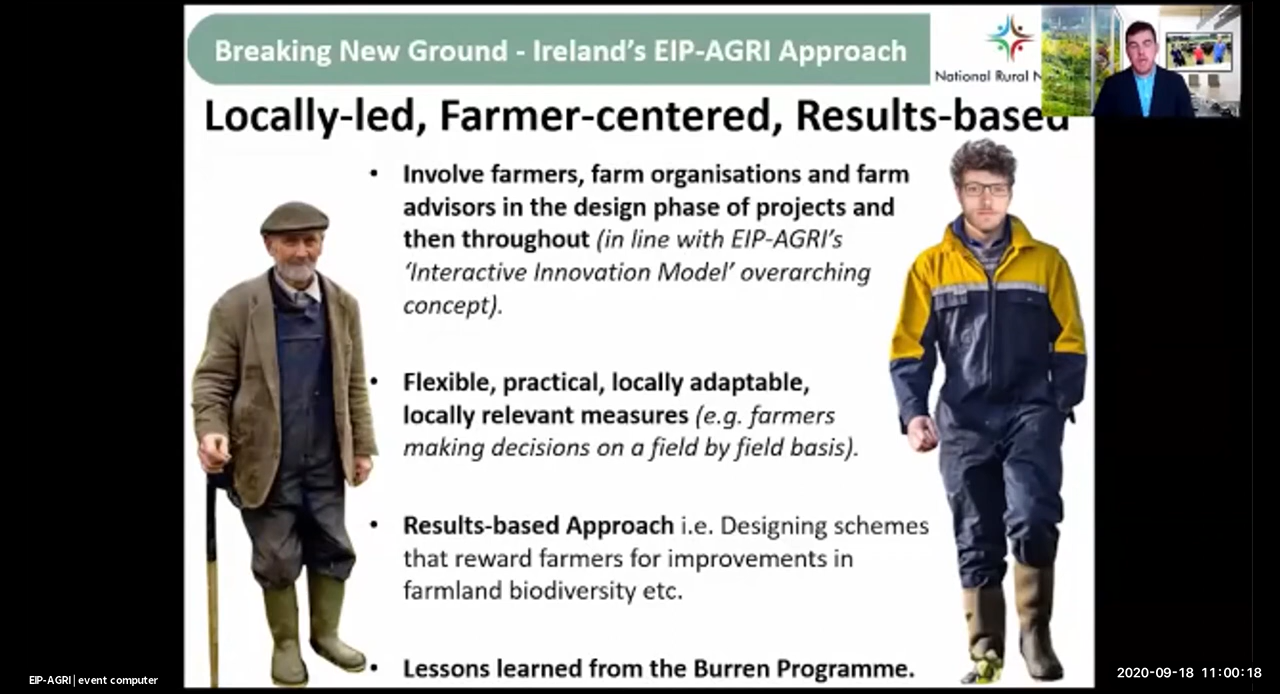 Breaking New Ground - Ireland's EIP-AGRI Approach
National Rural N
Locally-led, Farmer-centered, Results-based
• Involve farmers, farm organisations and farm
advisors in the design phase of projects and
then throughout (in line with EIP-AGRI's
'Interactive Innovation Model' overarching
concept).
• Flexible, practical, locally adaptable,
locally relevant measures (e.g. farmers
making decisions on a field by field basis).
• Results-based Approach i.e. Designing schemes
that reward farmers for improvements in
farmland biodiversity etc.
• Lessons learned from the Burren Programme.
EIP-AGRI| event computer
2020-09-18 11:00:18